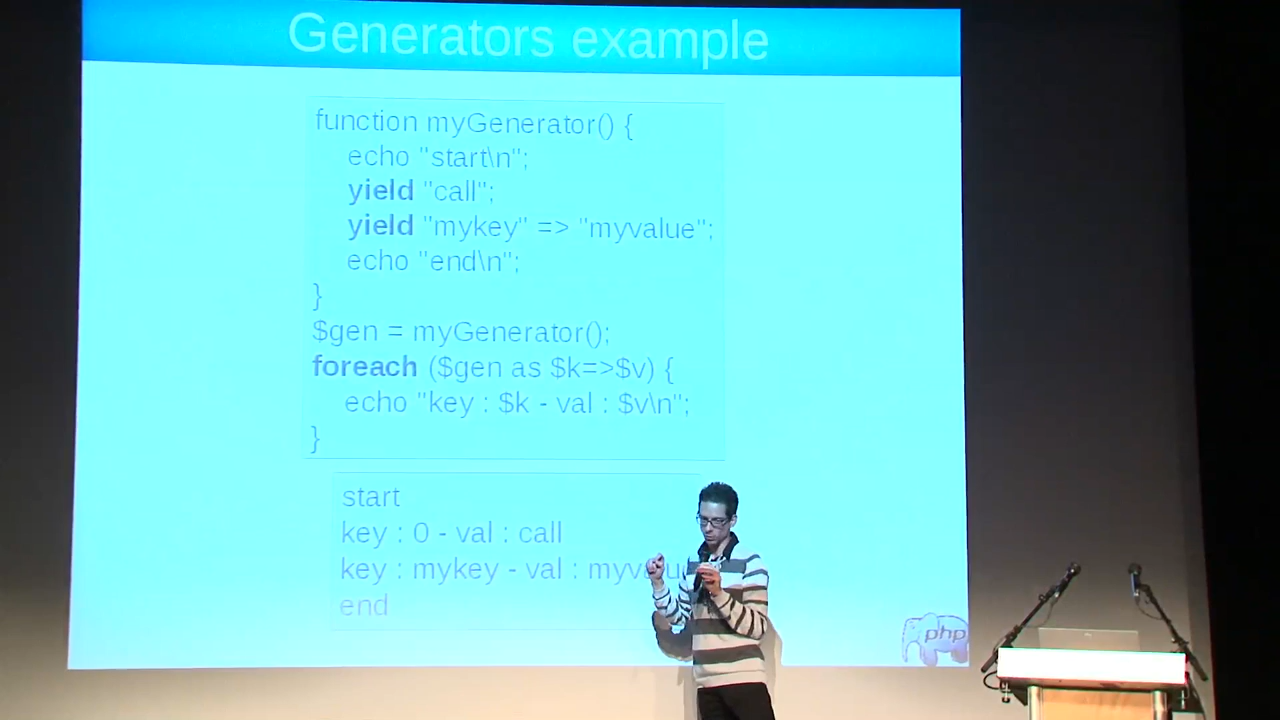 Generators example
function myGenerator() {
echo "start\n";
yield "call";
yield "mykey" => "myvalue";
echo "end\n";
}
$gen = myGenerator();
foreach ($gen as $k=>$v) {
echo "key : $k - val : $v\n";
}
start
key : 0 - val : call
key : mykey - val : myvalue
end
php